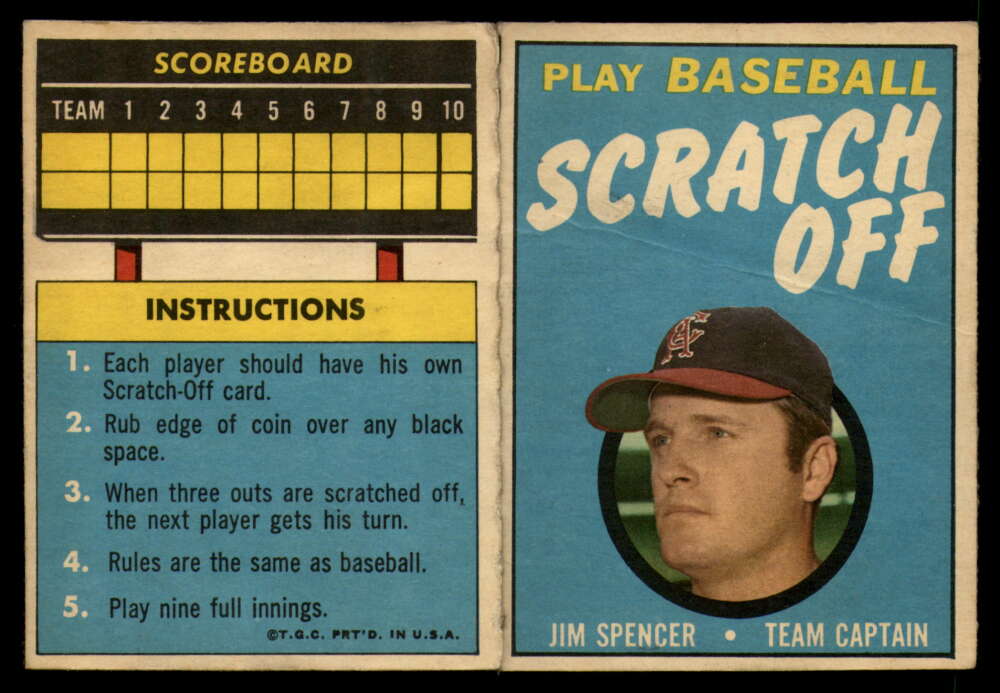 SCOREBOARD
TEAM 1 2 3 4 5 6 7 8 9 10
INSTRUCTIONS
1. Each player should have his own
Scratch-Off card.
2. Rub edge of coin over any black
space.
3. When three outs are scratched off,
the next player gets his turn.
4. Rules are the same as baseball.
5. Play nine full innings.
©T.G.C. PRT'D. IN U.S.A.
PLAY BASEBALL
SCRATCH
OFF
CA
JIM SPENCER • TEAM CAPTAIN